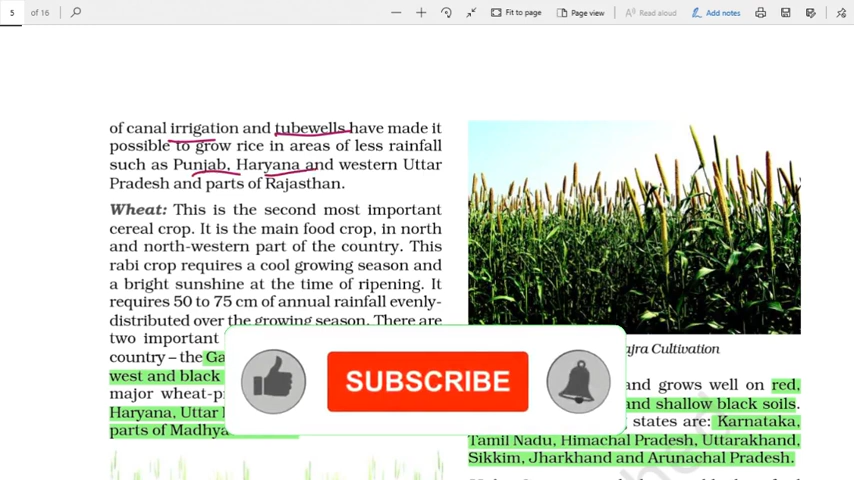 5 of 16
Fit to page
Page view
Read aloud
Add notes
of canal irrigation and tubewells have made it
possible to grow rice in areas of less rainfall
such as Punjab, Haryana and western Uttar
Pradesh and parts of Rajasthan.
Wheat: This is the second most important
cereal crop. It is the main food crop, in north
and north-western part of the country. This
rabi crop requires a cool growing season and
a bright sunshine at the time of ripening. It
requires 50 to 75 cm of annual rainfall evenly-
distributed over the growing season. There are
two important
country – the Ga
west and black
major wheat-p
Haryana, Uttar
parts of Madhya
SUBSCRIBE
ajra Cultivation
and grows well on red,
and shallow black soils.
states are: Karnataka,
Tamil Nadu, Himachal Pradesh, Uttarakhand,
Sikkim, Jharkhand and Arunachal Pradesh.